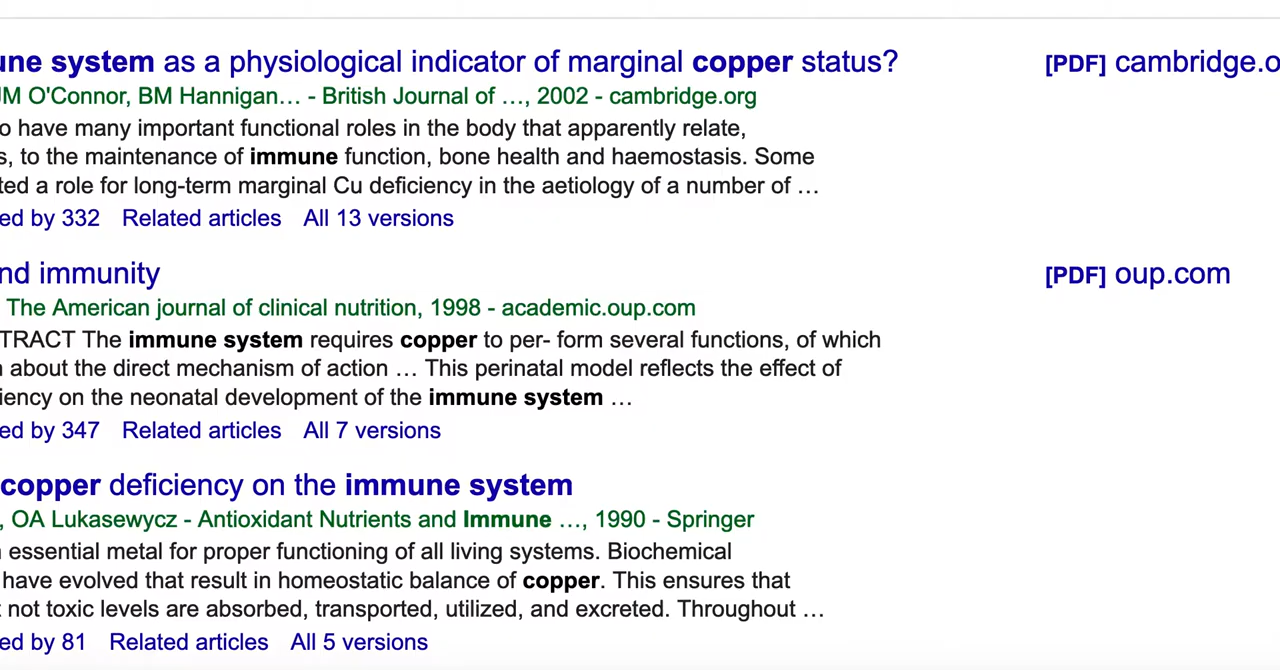 une system as a physiological indicator of marginal copper status?
[PDF] cambridge.o
JM O'Connor, BM Hannigan… - British Journal of …, 2002 - cambridge.org
o have many important functional roles in the body that apparently relate,
s, to the maintenance of immune function, bone health and haemostasis. Some
ted a role for long-term marginal Cu deficiency in the aetiology of a number of …
ed by 332 Related articles All 13 versions
nd immunity
[PDF] oup.com
The American journal of clinical nutrition, 1998 - academic.oup.com
TRACT The immune system requires copper to per- form several functions, of which
about the direct mechanism of action … This perinatal model reflects the effect of
iency on the neonatal development of the immune system …
ed by 347 Related articles All 7 versions
copper deficiency on the immune system
, OA Lukasewycz - Antioxidant Nutrients and Immune …, 1990 - Springer
essential metal for proper functioning of all living systems. Biochemical
have evolved that result in homeostatic balance of copper. This ensures that
not toxic levels are absorbed, transported, utilized, and excreted. Throughout …
ed by 81 Related articles All 5 versions